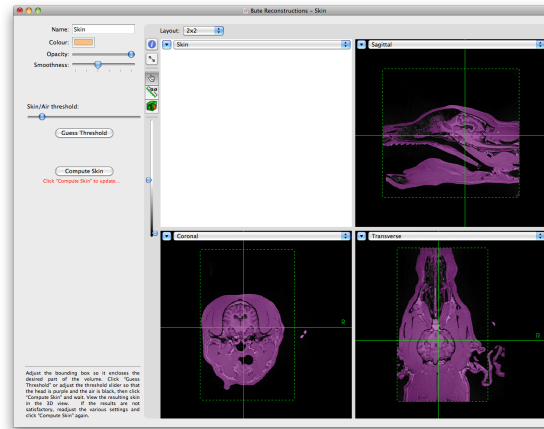 Bute Reconstructions - Skin
Name: Skin
Colour:
Opacity:
Smoothness:
Skin/Air threshold:
Guess Threshold
Compute Skin
Click "Compute Skin" to update...
Adjust the bounding box so it encloses the
desired part of the volume. Click "Guess
Threshold" or adjust the threshold slider so that
the head is purple and the air is black, then click
"Compute Skin" and wait. View the resulting skin
in the 3D view. If the results are not
satisfactory, readjust the various settings and
click "Compute Skin" again.
Layout: 2x2
Skin
Sagittal
Coronal
R
Transverse
R